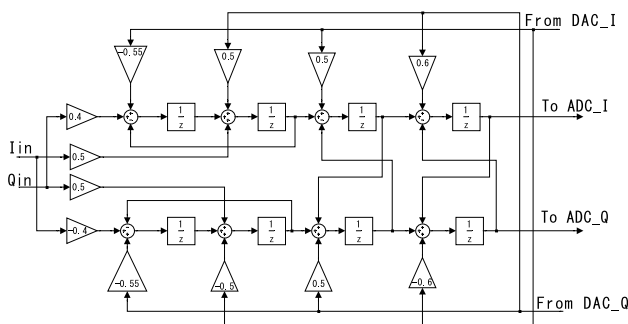 From DAC_I
-0.55
0.5
0.5
0.6
0.4
1/z
1/z
1/z
1/z
To ADC_I
Iin
0.5
Qin
0.5
-0.4
1/z
1/z
1/z
1/z
To ADC_Q
-0.55
-0.5
0.5
-0.6
From DAC_Q